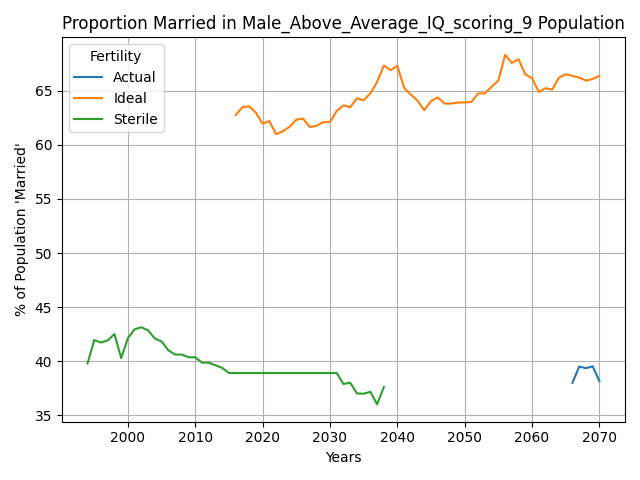 Proportion Married in Male_Above_Average_IQ_scoring_9 Population
Fertility
Actual
Ideal
Sterile
% of Population 'Married'
65
60
55
50
45
40
35
2000 2010 2020 2030 2040 2050 2060 2070
Years